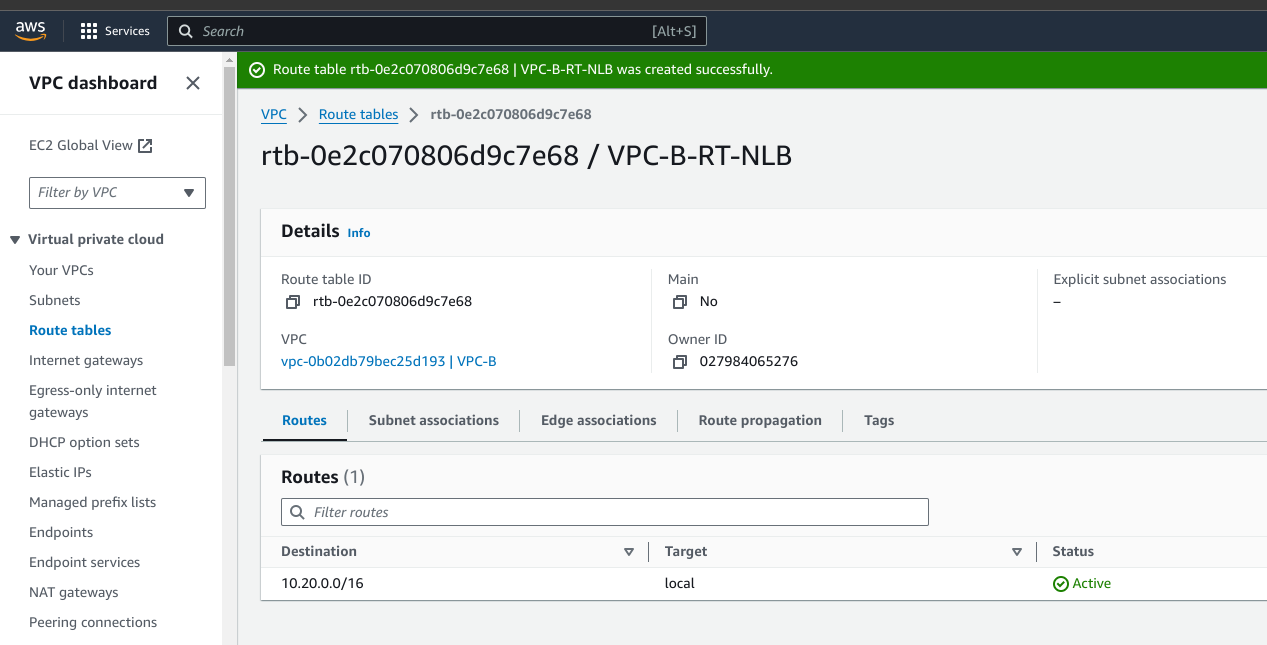 aws
Services
Search
[Alt+S]
VPC dashboard
EC2 Global View
Filter by VPC
Virtual private cloud
Your VPCs
Subnets
Route tables
Internet gateways
Egress-only internet
gateways
DHCP option sets
Elastic IPs
Managed prefix lists
Endpoints
Endpoint services
NAT gateways
Peering connections
Route table rtb-0e2c070806d9c7e68 | VPC-B-RT-NLB was created successfully.
VPC > Route tables > rtb-0e2c070806d9c7e68
rtb-0e2c070806d9c7e68 / VPC-B-RT-NLB
Details Info
Route table ID
rtb-0e2c070806d9c7e68
VPC
vpc-0b02db79bec25d193 | VPC-B
Main
No
Owner ID
027984065276
Explicit subnet associations
–
Routes
Subnet associations
Edge associations
Route propagation
Tags
Routes (1)
Filter routes
Destination Target Status
10.20.0.0/16 local Active